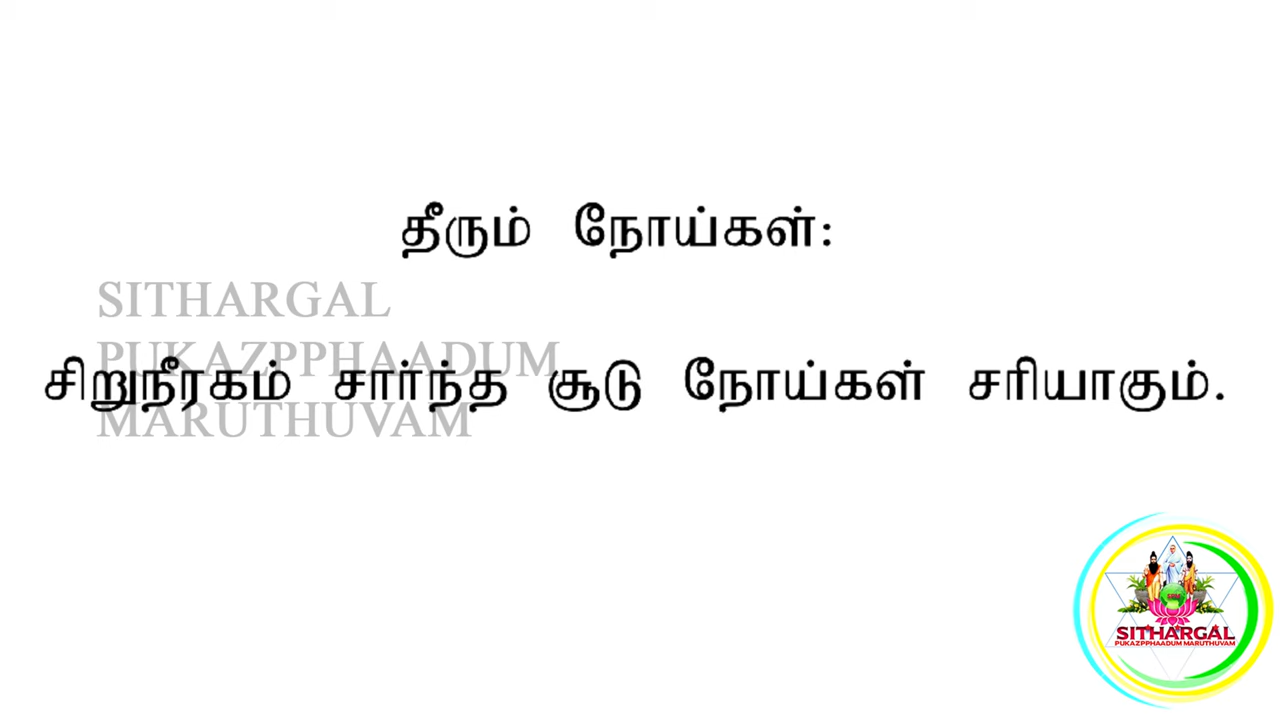 தீரும் நோய்கள்:
SITHARGAL
PUKAZPPHAADUM
சிறுநீரகம் சார்ந்த சூடு நோய்கள் சரியாகும்.
MARUTHUVAM
SITHARGAL
PUKAZPPHAADUM MARUTHUVAM